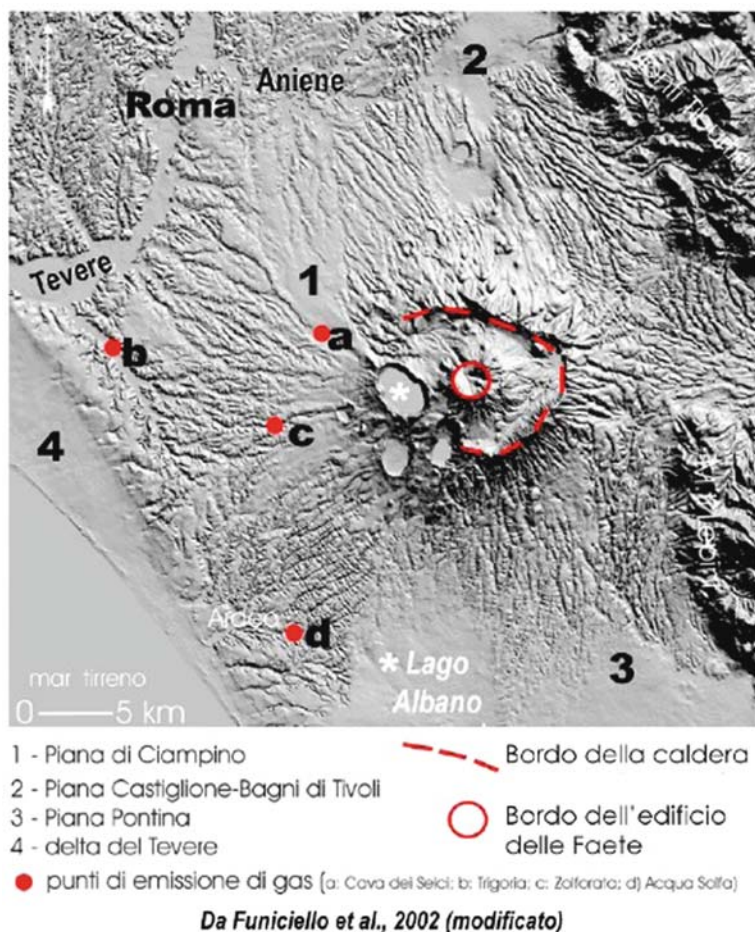 N
2
Aniene
Roma
Tevere
1
a
b
*
c
4
Ardea
d
* Lago
Albano
3
mar tirreno
0 5 km
1 - Piana di Ciampino
2 - Piana Castiglione-Bagni di Tivoli
3 - Piana Pontina
4 - delta del Tevere
Bordo della caldera
Bordo dell'edificio
delle Faete
punti di emissione di gas (a: Cava dei Selci; b: Trigoria; c: Zolforata; d) Acqua Solfa)
Da Funiciello et al., 2002 (modificato)